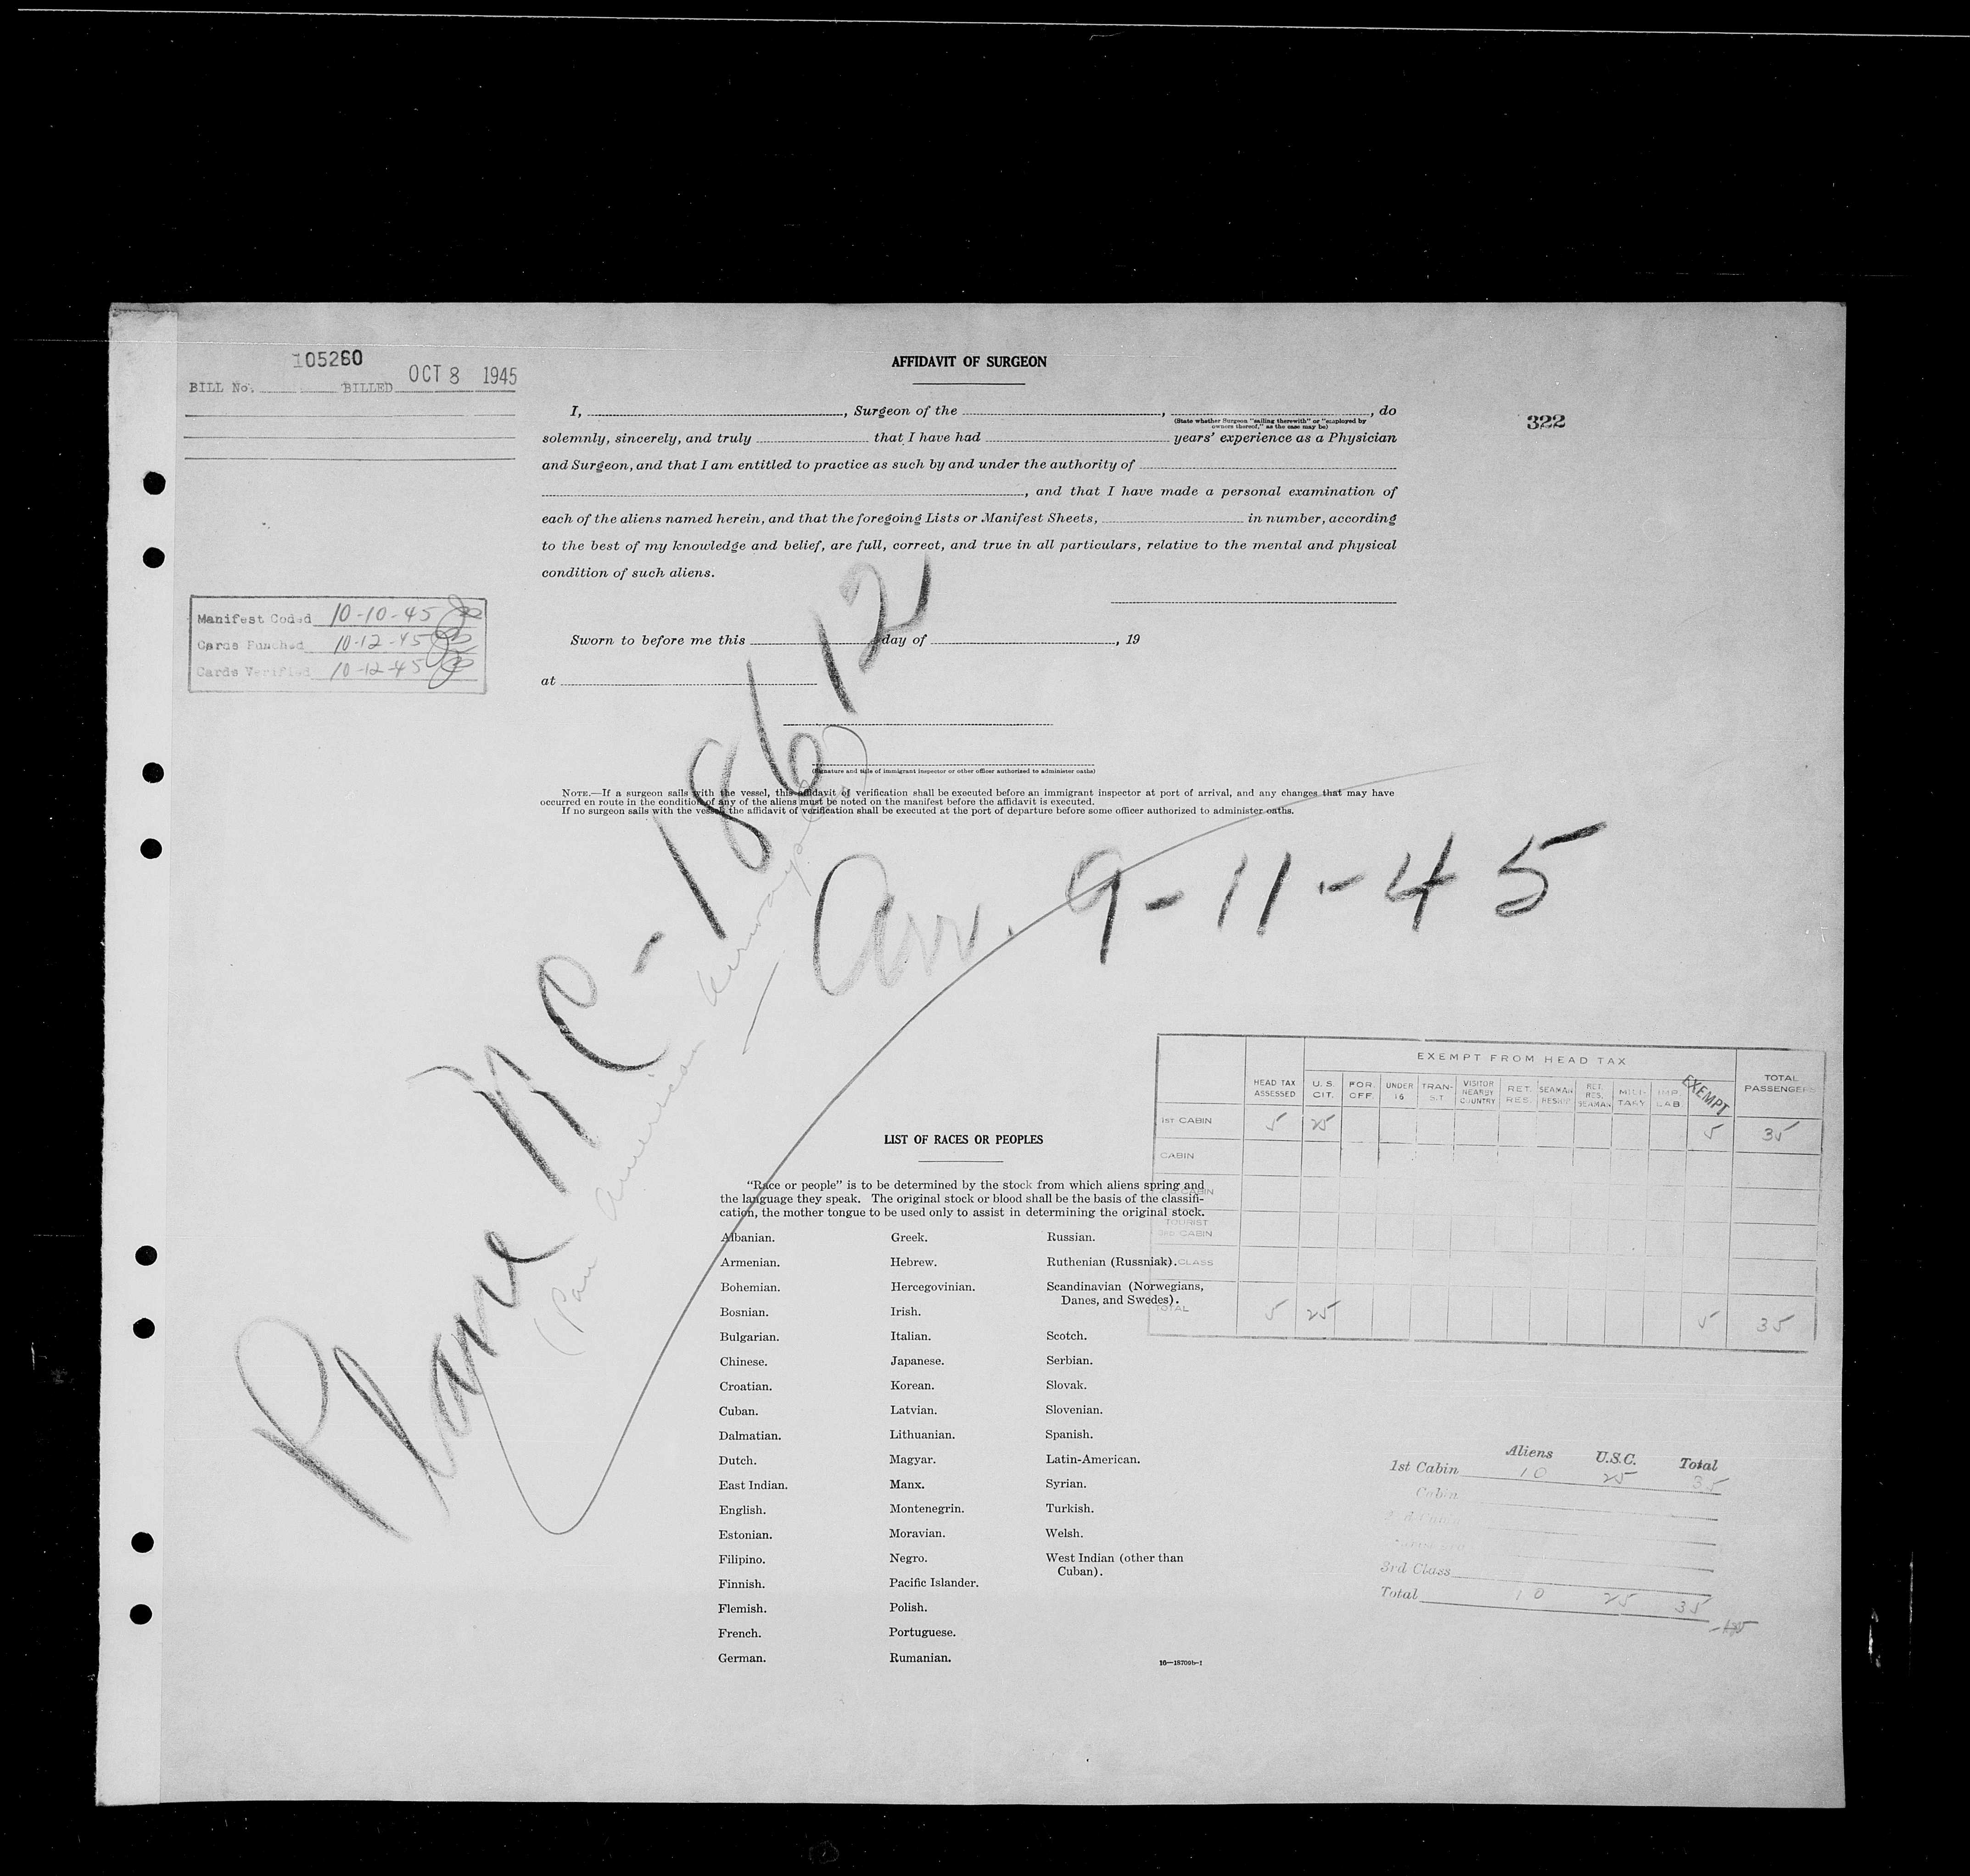 105260
BILL No. BILLED OCT 8 1945
AFFIDAVIT OF SURGEON
322
I, , Surgeon of the , , do
(State whether Surgeon "sailing therewith" or "employed by
owners thereof," as the case may be)
solemnly, sincerely, and truly that I have had years' experience as a Physician
and Surgeon, and that I am entitled to practice as such by and under the authority of
, and that I have made a personal examination of
each of the aliens named herein, and that the foregoing Lists or Manifest Sheets, in number, according
to the best of my knowledge and belief, are full, correct, and true in all particulars, relative to the mental and physical
condition of such aliens.
Manifest Coded 10-10-45
Cards Punched 10-12-45
Cards Verified 10-12-45
Sworn to before me this day of , 19
at
(Signature and title of immigrant inspector or other officer authorized to administer oaths)
NOTE.—If a surgeon sails with the vessel, this affidavit of verification shall be executed before an immigrant inspector at port of arrival, and any changes that may have
occurred en route in the condition of any of the aliens must be noted on the manifest before the affidavit is executed.
If no surgeon sails with the vessel the affidavit of verification shall be executed at the port of departure before some officer authorized to administer oaths.
Plane NC-18612
(Pan American Airways)
Arr. 9-11-45
EXEMPT FROM HEAD TAX
HEAD TAX ASSESSED U.S. CIT. FOR. OFF. UNDER 16 TRANSIT VISITOR NEARBY COUNTRY RET. RES. SEAMAN RESID. RET. RES. SEAMAN MILITARY IMP. LAB EXEMPT TOTAL PASSENGERS
1ST CABIN 5 25 5 35
CABIN
CABIN
TOURIST
3RD CABIN
CLASS
TOTAL 5 25 5 35
LIST OF RACES OR PEOPLES
"Race or people" is to be determined by the stock from which aliens spring and
the language they speak. The original stock or blood shall be the basis of the classifi-
cation, the mother tongue to be used only to assist in determining the original stock.
Albanian.
Armenian.
Bohemian.
Bosnian.
Bulgarian.
Chinese.
Croatian.
Cuban.
Dalmatian.
Dutch.
East Indian.
English.
Estonian.
Filipino.
Finnish.
Flemish.
French.
German.
Greek.
Hebrew.
Hercegovinian.
Irish.
Italian.
Japanese.
Korean.
Latvian.
Lithuanian.
Magyar.
Manx.
Montenegrin.
Moravian.
Negro.
Pacific Islander.
Polish.
Portuguese.
Rumanian.
Russian.
Ruthenian (Russniak).
Scandinavian (Norwegians,
Danes, and Swedes).
Scotch.
Serbian.
Slovak.
Slovenian.
Spanish.
Latin-American.
Syrian.
Turkish.
Welsh.
West Indian (other than
Cuban).
16—18709b-1
Aliens U.S.C. Total
1st Cabin 10 25 35
Cabin
3rd Class
Total 10 25 35